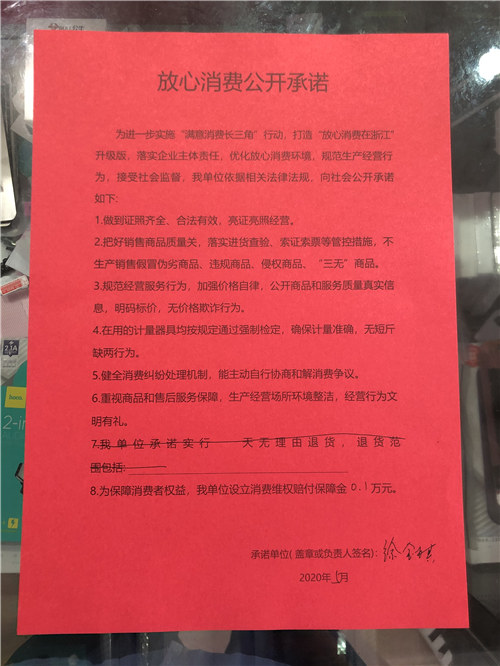 放心消费公开承诺
为进一步实施“满意消费长三角”行动，打造“放心消费在浙江”
升级版，落实企业主体责任，优化放心消费环境，规范生产经营行
为，接受社会监督，我单位依据相关法律法规，向社会公开承诺
如下：
1.做到证照齐全、合法有效，亮证亮照经营。
2.把好销售商品质量关，落实进货查验、索证索票等管控措施，不
生产销售假冒伪劣商品、违规商品、侵权商品、“三无”商品。
3.规范经营服务行为，加强价格自律，公开商品和服务质量真实信
息，明码标价，无价格欺诈行为。
4.在用的计量器具均按规定通过强制检定，确保计量准确，无短斤
缺两行为。
5.健全消费纠纷处理机制，能主动自行协商和解消费争议。
6.重视商品和售后服务保障，生产经营场所环境整洁，经营行为文
明有礼。
7.我单位承诺实行 天无理由退货，退货范
围包括：
8.为保障消费者权益，我单位设立消费维权赔付保障金0.1万元。
承诺单位(盖章或负责人签名)：徐
2020年5月